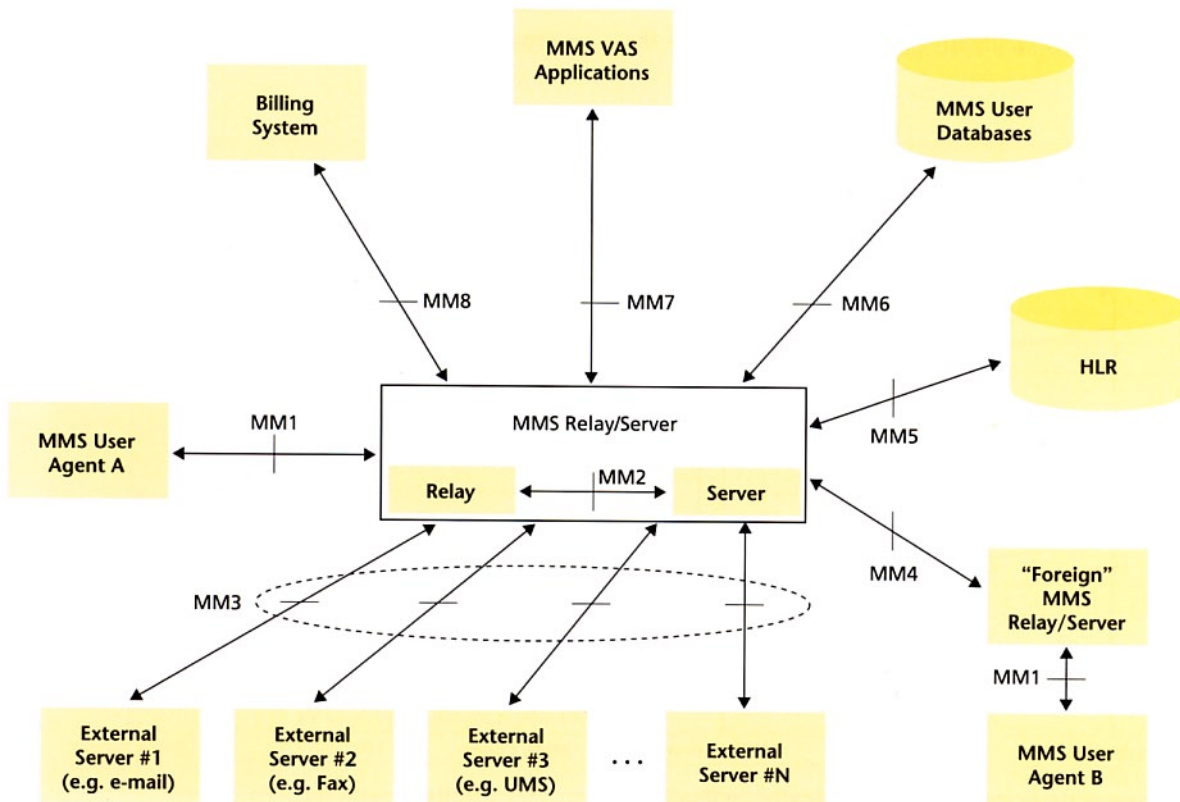 MMS VAS
Applications
Billing
System
MMS User
Databases
MM8
MM7
MM6
HLR
MMS User
Agent A
MM1
MMS Relay/Server
MM5
Relay
MM2
Server
MM4
"Foreign"
MMS
Relay/Server
MM3
MM1
External
Server #1
(e.g. e-mail)
External
Server #2
(e.g. Fax)
External
Server #3
(e.g. UMS)
...
External
Server #N
MMS User
Agent B